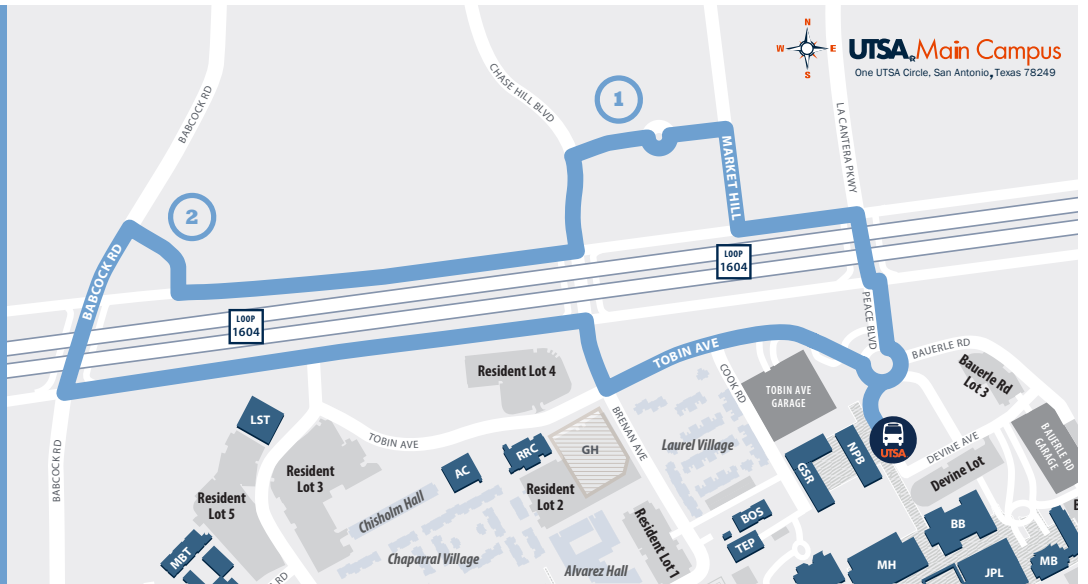 N
W
E
S
UTSA® Main Campus
One UTSA Circle, San Antonio, Texas 78249
BABCOCK RD
CHASE HILL BLVD
1
MARKET HILL
LA CANTERA PKWY
2
BABCOCK RD
LOOP
1604
LOOP
1604
PEACE BLVD
TOBIN AVE
BAUERLE RD
Bauerle Rd
Lot 3
Resident Lot 4
COOK RD
TOBIN AVE
GARAGE
BRENAN AVE
LST
TOBIN AVE
BABCOCK RD
RRC
GH
Laurel Village
UTSA
NPB
GSR
DEVINE AVE
BAUERLE RD
GARAGE
Devine Lot
AC
Resident
Lot 3
Resident
Lot 2
Resident
Lot 5
Chisholm Hall
Chaparral Village
Alvarez Hall
Resident Lot 1
BOS
TEP
MBT
RD
MH
BB
JPL
MB